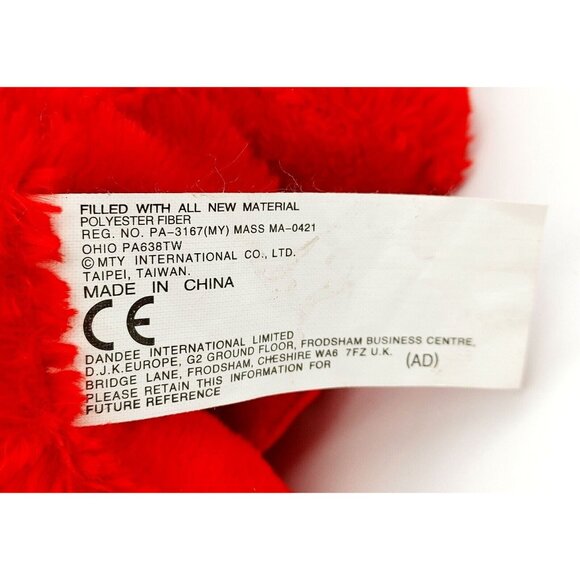 FILLED WITH ALL NEW MATERIAL
POLYESTER FIBER
REG. NO. PA-3167(MY) MASS MA-0421
OHIO PA638TW
©MTY INTERNATIONAL CO., LTD.
TAIPEI, TAIWAN.
MADE IN CHINA
CE
DANDEE INTERNATIONAL LIMITED
D.J.K.EUROPE, G2 GROUND FLOOR, FRODSHAM BUSINESS CENTRE,
BRIDGE LANE, FRODSHAM, CHESHIRE WA6 7FZ U.K.
PLEASE RETAIN THIS INFORMATION FOR (AD)
FUTURE REFERENCE